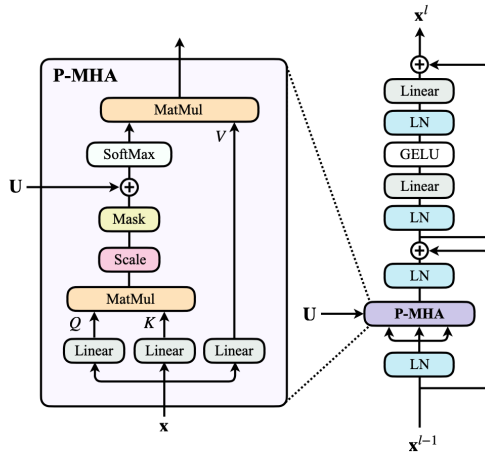 P-MHA
MatMul
V
SoftMax
U
+
Mask
Scale
MatMul
Q
K
Linear
Linear
Linear
x
x^l
+
Linear
LN
GELU
Linear
LN
+
LN
U
P-MHA
LN
x^{l-1}